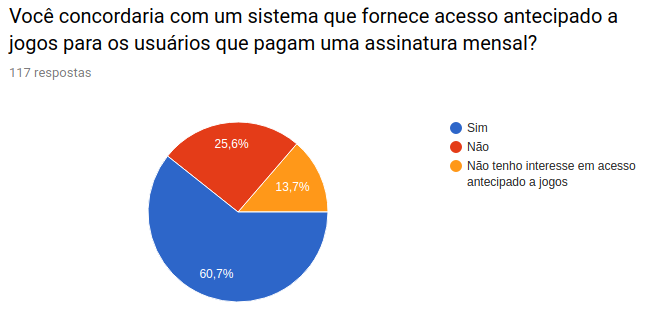 Você concordaria com um sistema que fornece acesso antecipado a
jogos para os usuários que pagam uma assinatura mensal?
117 respostas
25,6%
13,7%
60,7%
Sim
Não
Não tenho interesse em acesso
antecipado a jogos